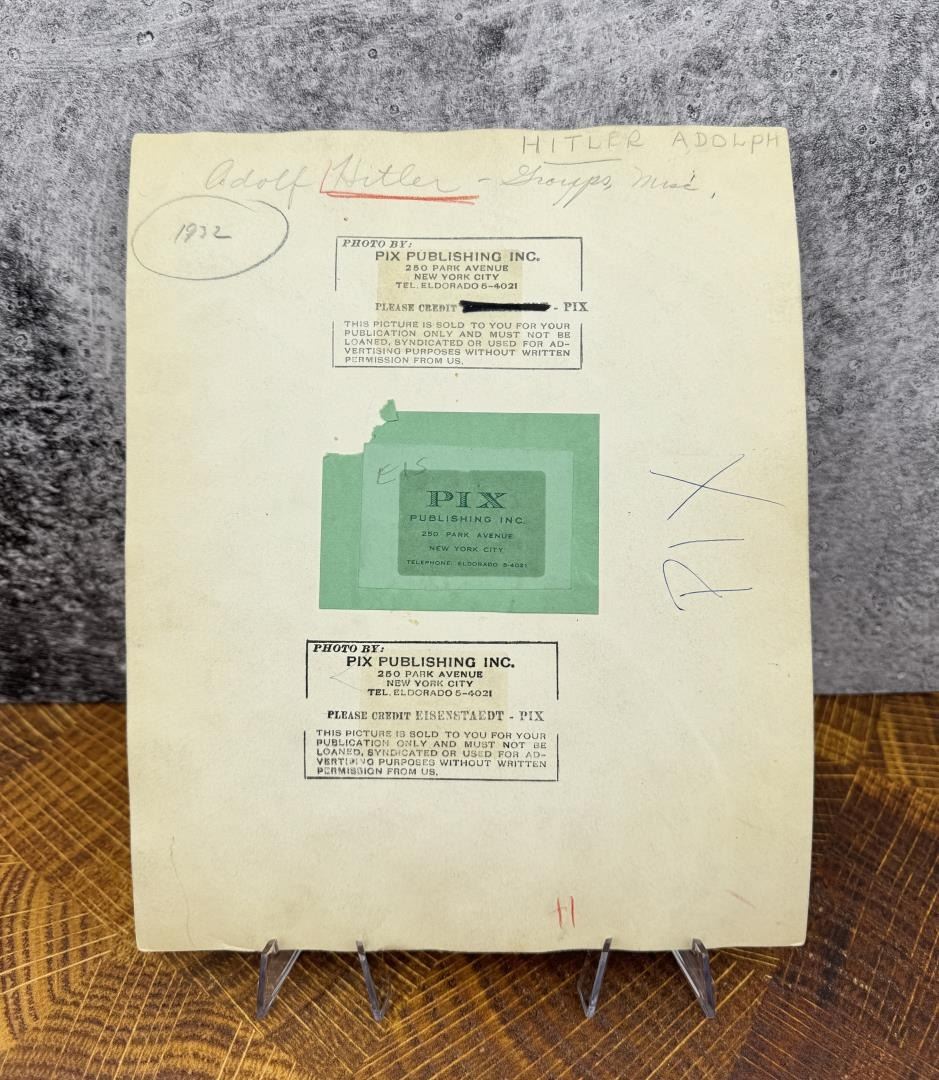 HITLER ADOLPH
Adolf Hitler - Groups, Misc,
1932
PHOTO BY:
PIX PUBLISHING INC.
250 PARK AVENUE
NEW YORK CITY
TEL. ELDORADO 5-4021
PLEASE CREDIT - PIX
THIS PICTURE IS SOLD TO YOU FOR YOUR
PUBLICATION ONLY AND MUST NOT BE
LOANED, SYNDICATED OR USED FOR AD-
VERTISING PURPOSES WITHOUT WRITTEN
PERMISSION FROM US.
EIS
PIX
PUBLISHING INC.
250 PARK AVENUE
NEW YORK CITY
TELEPHONE: ELDORADO 5-4021
PIX
PHOTO BY:
PIX PUBLISHING INC.
250 PARK AVENUE
NEW YORK CITY
TEL. ELDORADO 5-4021
PLEASE CREDIT EISENSTAEDT - PIX
THIS PICTURE IS SOLD TO YOU FOR YOUR
PUBLICATION ONLY AND MUST NOT BE
LOANED, SYNDICATED OR USED FOR AD-
VERTISING PURPOSES WITHOUT WRITTEN
PERMISSION FROM US.
H